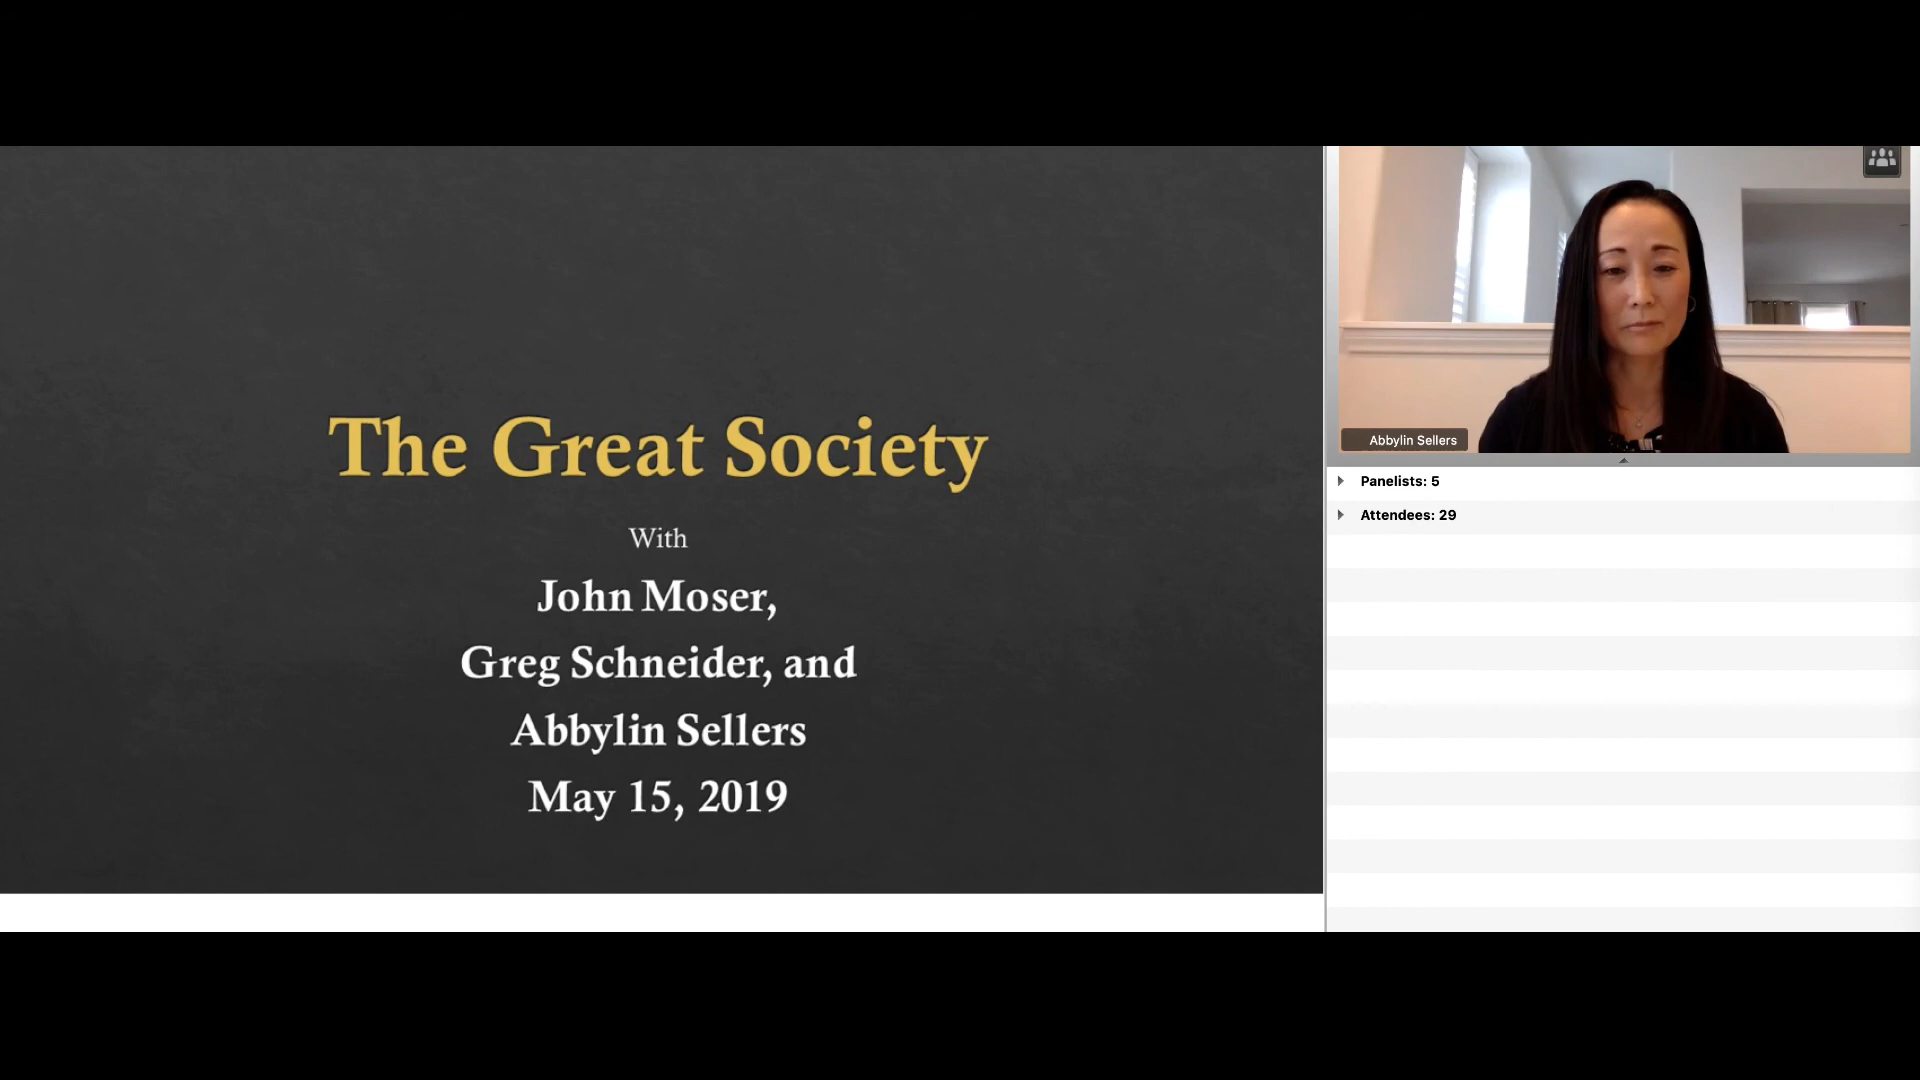 The Great Society
With
John Moser,
Greg Schneider, and
Abbylin Sellers
May 15, 2019
Abbylin Sellers
Panelists: 5
Attendees: 29